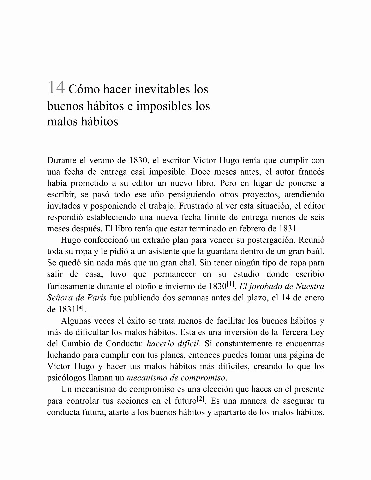 14 Cómo hacer inevitables los
buenos hábitos e imposibles los
malos hábitos
Durante el verano de 1830, el escritor Victor Hugo tenía que cumplir con
una fecha de entrega casi imposible. Doce meses antes, el autor francés
había prometido a su editor un nuevo libro. Pero en lugar de ponerse a
escribir, se pasó todo ese año persiguiendo otros proyectos, atendiendo
invitados y posponiendo el trabajo. Frustrado al ver esta situación, el editor
respondió estableciendo una nueva fecha límite de entrega menos de seis
meses después. El libro tenía que estar terminado en febrero de 1831.
Hugo confeccionó un extraño plan para vencer su postergación. Reunió
toda su ropa y le pidió a un asistente que la guardara dentro de un gran baúl.
Se quedó sin nada más que un gran chal. Sin tener ningún tipo de ropa para
salir de casa, tuvo que permanecer en su estudio donde escribió
furiosamente durante el otoño e invierno de 1830[1]. El jorobado de Nuestra
Señora de París fue publicado dos semanas antes del plazo, el 14 de enero
de 1831[*].
Algunas veces el éxito se trata menos de facilitar los buenos hábitos y
más de dificultar los malos hábitos. Esta es una inversión de la Tercera Ley
del Cambio de Conducta: hacerlo difícil. Si constantemente te encuentras
luchando para cumplir con tus planes, entonces puedes tomar una página de
Victor Hugo y hacer tus malos hábitos más difíciles, creando lo que los
psicólogos llaman un mecanismo de compromiso.
Un mecanismo de compromiso es una elección que haces en el presente
para controlar tus acciones en el futuro[2]. Es una manera de asegurar tu
conducta futura, atarte a los buenos hábitos y apartarte de los malos hábitos.